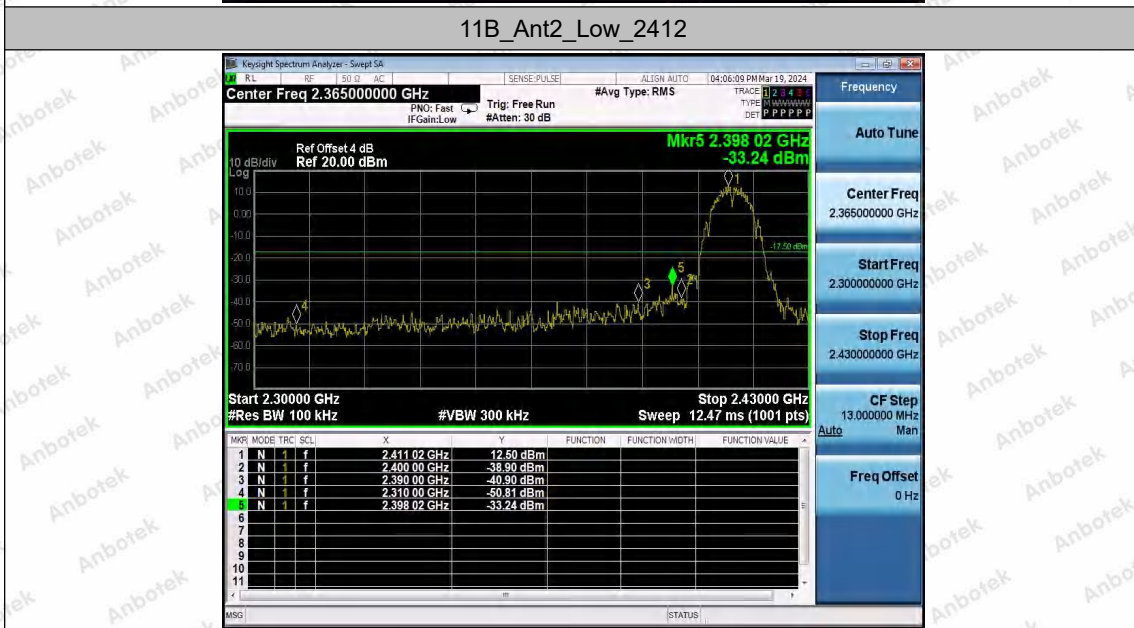 11B_Ant2_Low_2412
Keysight Spectrum Analyzer - Swept SA
RL RF 50 Ω AC SENSE:PULSE ALIGN AUTO 04:06:09 PM Mar 19, 2024
Center Freq 2.365000000 GHz #Avg Type: RMS TRACE 1 2 3 4 5 6
PNO: Fast Trig: Free Run TYPE M WWWWW
IFGain:Low #Atten: 30 dB DET P P P P P P
Mkr5 2.398 02 GHz
-33.24 dBm
Ref Offset 4 dB
10 dB/div Ref 20.00 dBm
Log
10.0
0.00
-10.0
-20.0
-30.0
-40.0
-50.0
-60.0
-70.0
-17.50 dBm
1
5
2
3
4
Start 2.30000 GHz Stop 2.43000 GHz
#Res BW 100 kHz #VBW 300 kHz Sweep 12.47 ms (1001 pts)
MKR MODE TRC SCL X Y FUNCTION FUNCTION WIDTH FUNCTION VALUE
1 N 1 f 2.411 02 GHz 12.50 dBm
2 N 1 f 2.400 00 GHz -38.90 dBm
3 N 1 f 2.390 00 GHz -40.90 dBm
4 N 1 f 2.310 00 GHz -50.81 dBm
5 N 1 f 2.398 02 GHz -33.24 dBm
6
7
8
9
10
11
MSG STATUS
Frequency
Auto Tune
Center Freq
2.365000000 GHz
Start Freq
2.300000000 GHz
Stop Freq
2.430000000 GHz
CF Step
13.000000 MHz
Auto Man
Freq Offset
0 Hz
Anbotek